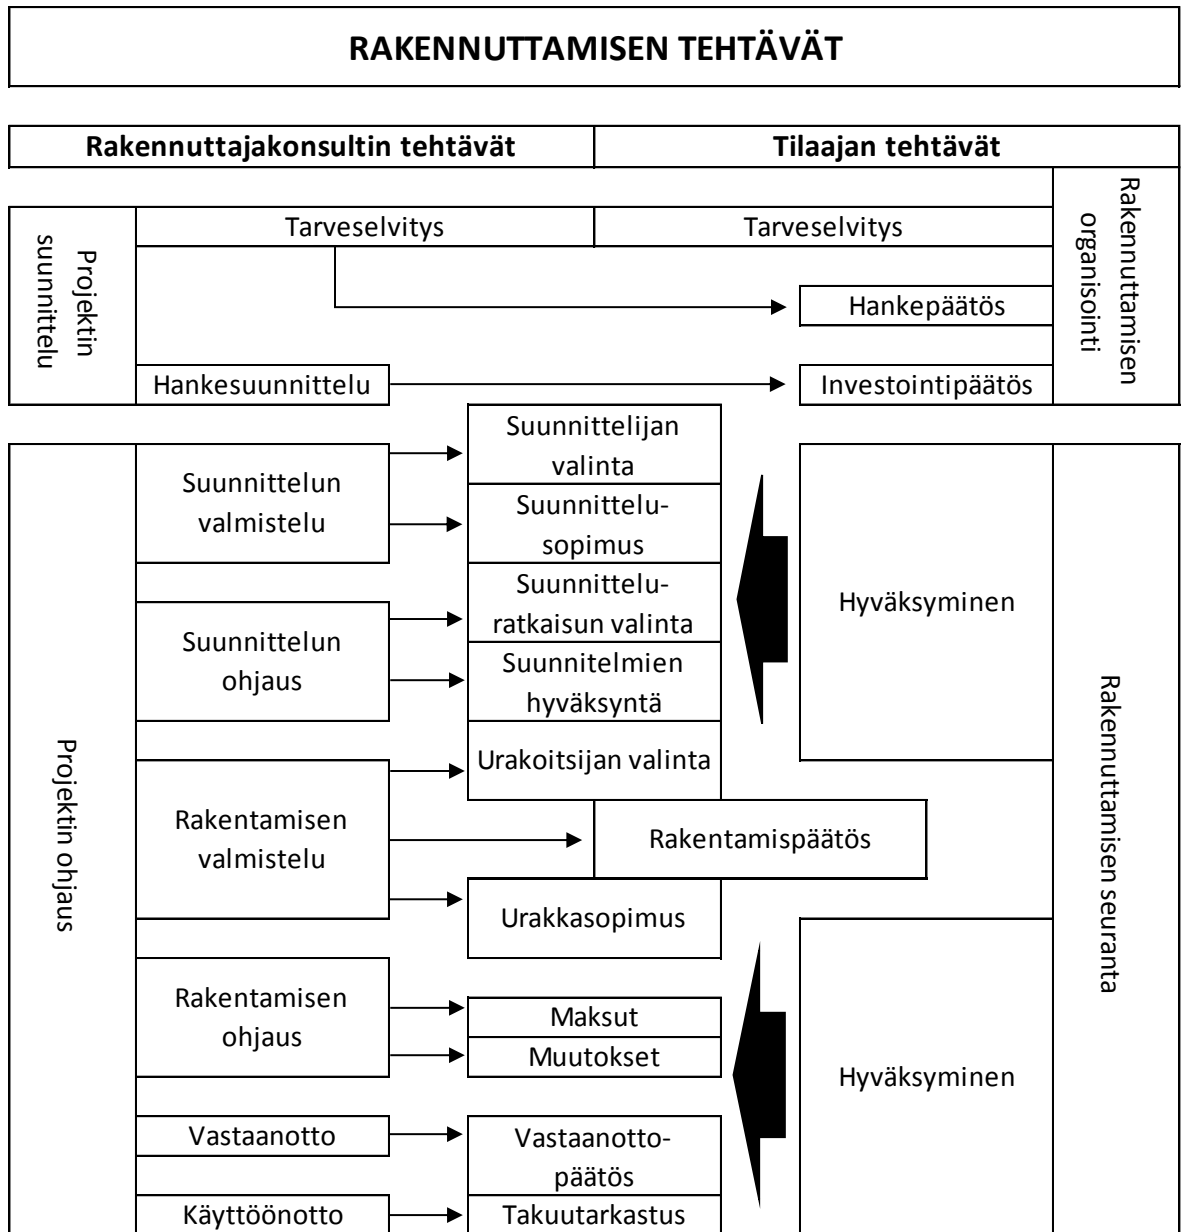 RAKENNUTTAMISEN TEHTÄVÄT
Rakennuttajakonsultin tehtävät
Tilaajan tehtävät
Projektin
suunnittelu
Tarveselvitys
Tarveselvitys
Rakennuttamisen
organisointi
Hankepäätös
Hankesuunnittelu
Investointipäätös
Projektin ohjaus
Suunnittelun
valmistelu
Suunnittelijan
valinta
Suunnittelu-
sopimus
Suunnittelun
ohjaus
Suunnittelu-
ratkaisun valinta
Suunnitelmien
hyväksyntä
Hyväksyminen
Rakennuttamisen seuranta
Rakentamisen
valmistelu
Urakoitsijan valinta
Rakentamispäätös
Urakkasopimus
Rakentamisen
ohjaus
Maksut
Muutokset
Hyväksyminen
Vastaanotto
Vastaanotto-
päätös
Käyttöönotto
Takuutarkastus